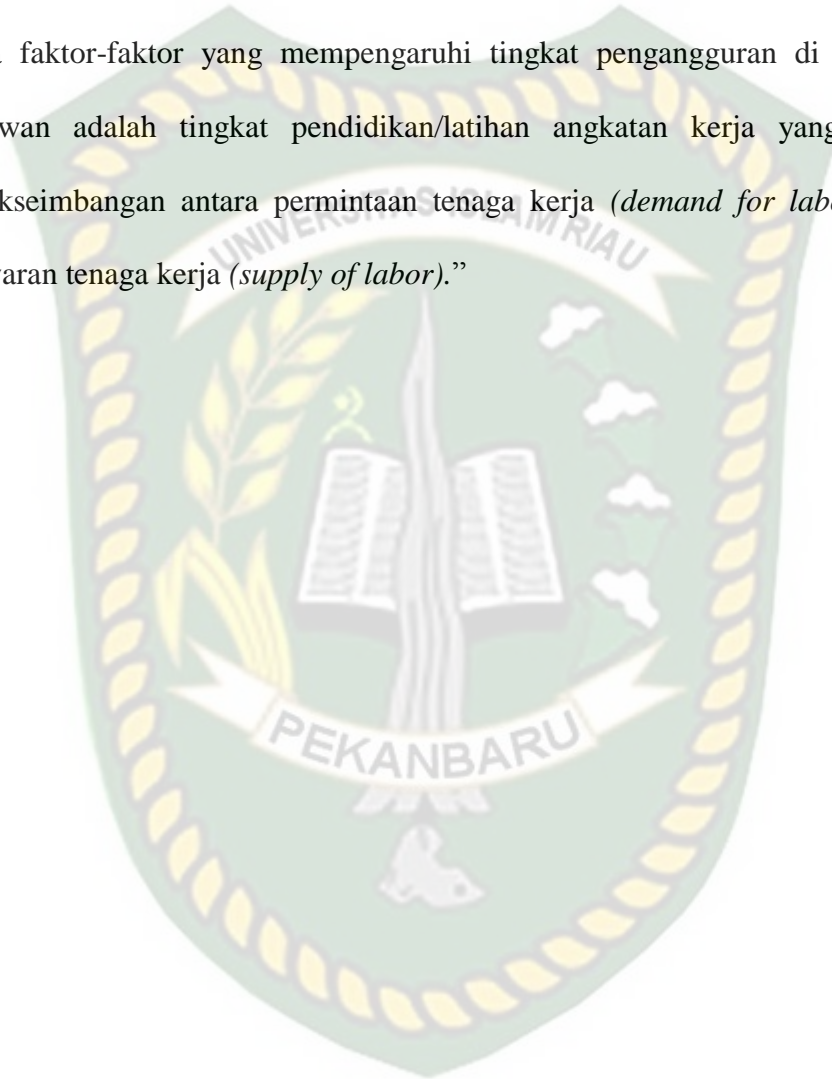 faktor-faktor yang mempengaruhi tingkat pengangguran di
wan adalah tingkat pendidikan/latihan angkatan kerja yang
kseimbangan antara permintaan tenaga kerja (demand for labo
aran tenaga kerja (supply of labor).”
UNIVERSITAS ISLAM RIAU
PEKANBARU